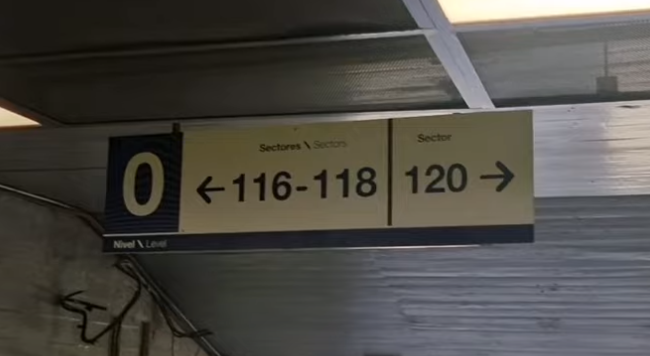 0
Sectores \ Sectors
←116-118
Sector
120→
Nivel \ Level